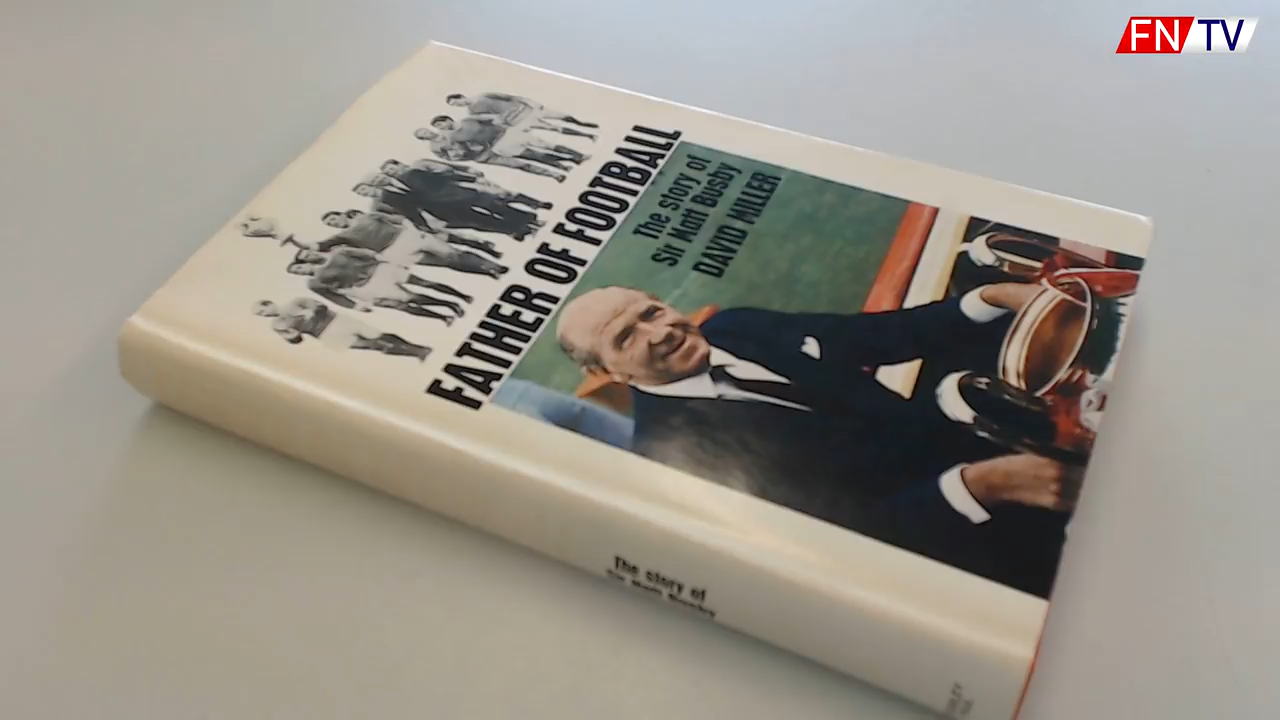 FN TV
FATHER OF FOOTBALL
The story of
Sir Matt Busby
DAVID MILLER
The story of
Sir Matt Busby